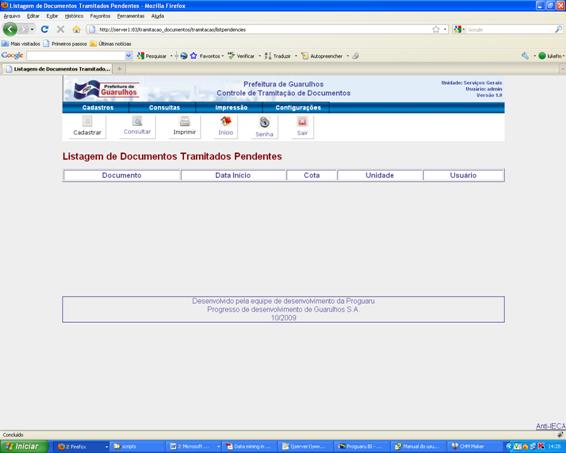 Listagem de Documentos Tramitados Pendentes - Mozilla Firefox
Arquivo Editar Exibir Histórico Favoritos Ferramentas Ajuda
http://server1:83/tramitacao_documentos/tramitacao/listpendencies
Google
Mais visitados Primeiros passos Últimas notícias
Google Pesquisar Favoritos Verificar Traduzir Autopreencher
Listagem de Documentos Tramitado...
Prefeitura de
Guarulhos
Prefeitura de Guarulhos
Controle de Tramitação de Documentos
Unidade: Serviços Gerais
Usuário: admin
Versão 1.0
Cadastros Consultas Impressão Configurações
Cadastrar Consultar Imprimir Início Senha Sair
Listagem de Documentos Tramitados Pendentes
Documento Data Início Cota Unidade Usuário
Desenvolvido pela equipe de desenvolvimento da Proguaru
Progresso de desenvolvimento de Guarulhos S.A.
10/2009
Anti-IECA
Concluído
Iniciar 2 Firefox scripts 2 Microsoft ... Data mining in ... Proguaru BI - ... Manual do usu... CHM Maker 14:28